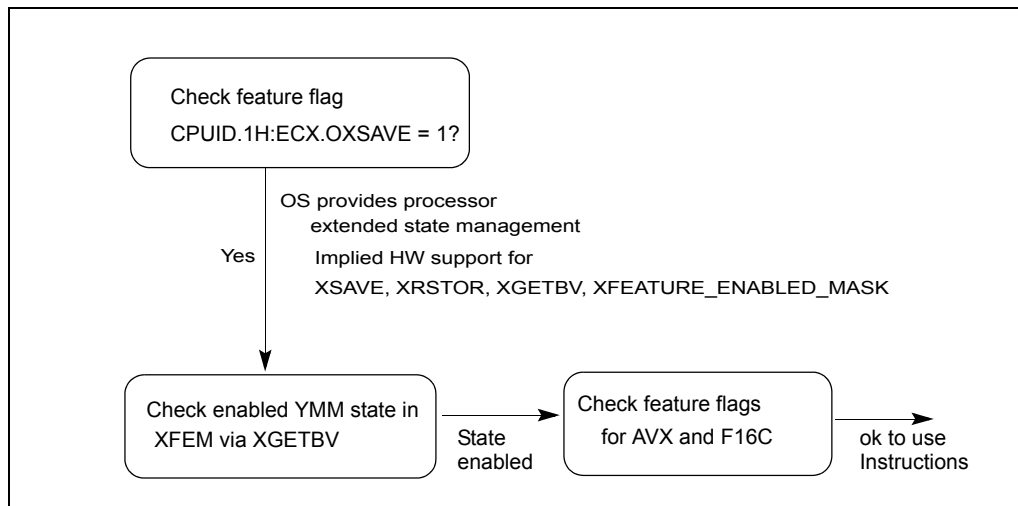 Check feature flag
CPUID.1H:ECX.OXSAVE = 1?
OS provides processor
extended state management
Yes
Implied HW support for
XSAVE, XRSTOR, XGETBV, XFEATURE_ENABLED_MASK
Check enabled YMM state in
XFEM via XGETBV
State
enabled
Check feature flags
for AVX and F16C
ok to use
Instructions